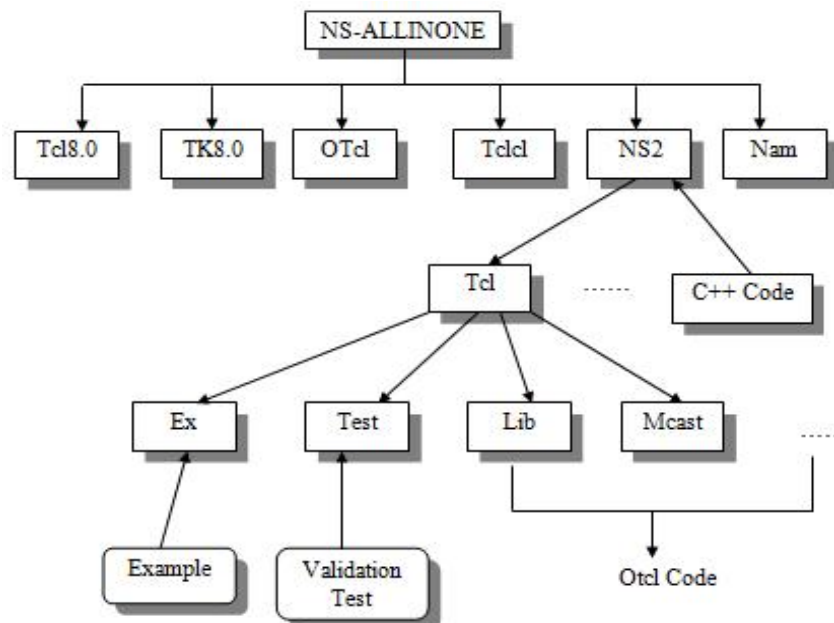 NS-ALLINONE
Tcl8.0
TK8.0
OTcl
Tclcl
NS2
Nam
Tcl
......
C++ Code
Ex
Test
Lib
Mcast
.....
Example
Validation
Test
Otcl Code